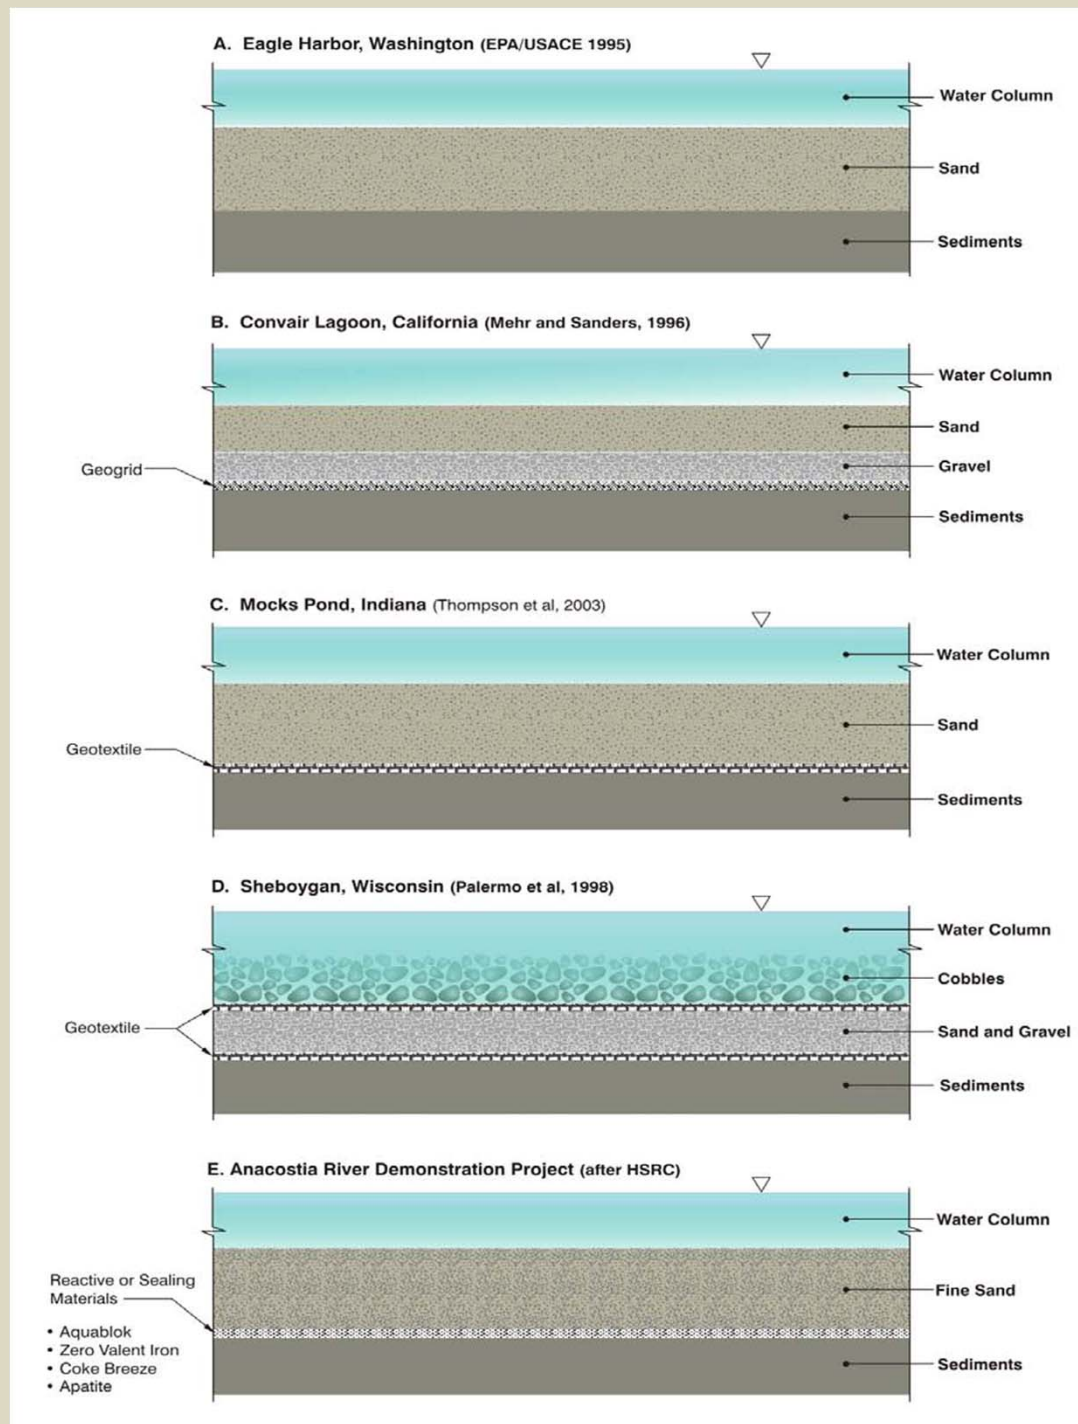 A. Eagle Harbor, Washington (EPA/USACE 1995)
Water Column
Sand
Sediments
B. Convair Lagoon, California (Mehr and Sanders, 1996)
Water Column
Sand
Geogrid
Gravel
Sediments
C. Mocks Pond, Indiana (Thompson et al, 2003)
Water Column
Sand
Geotextile
Sediments
D. Sheboygan, Wisconsin (Palermo et al, 1998)
Water Column
Cobbles
Geotextile
Sand and Gravel
Sediments
E. Anacostia River Demonstration Project (after HSRC)
Water Column
Reactive or Sealing
Materials
Fine Sand
• Aquablok
• Zero Valent Iron
• Coke Breeze
• Apatite
Sediments